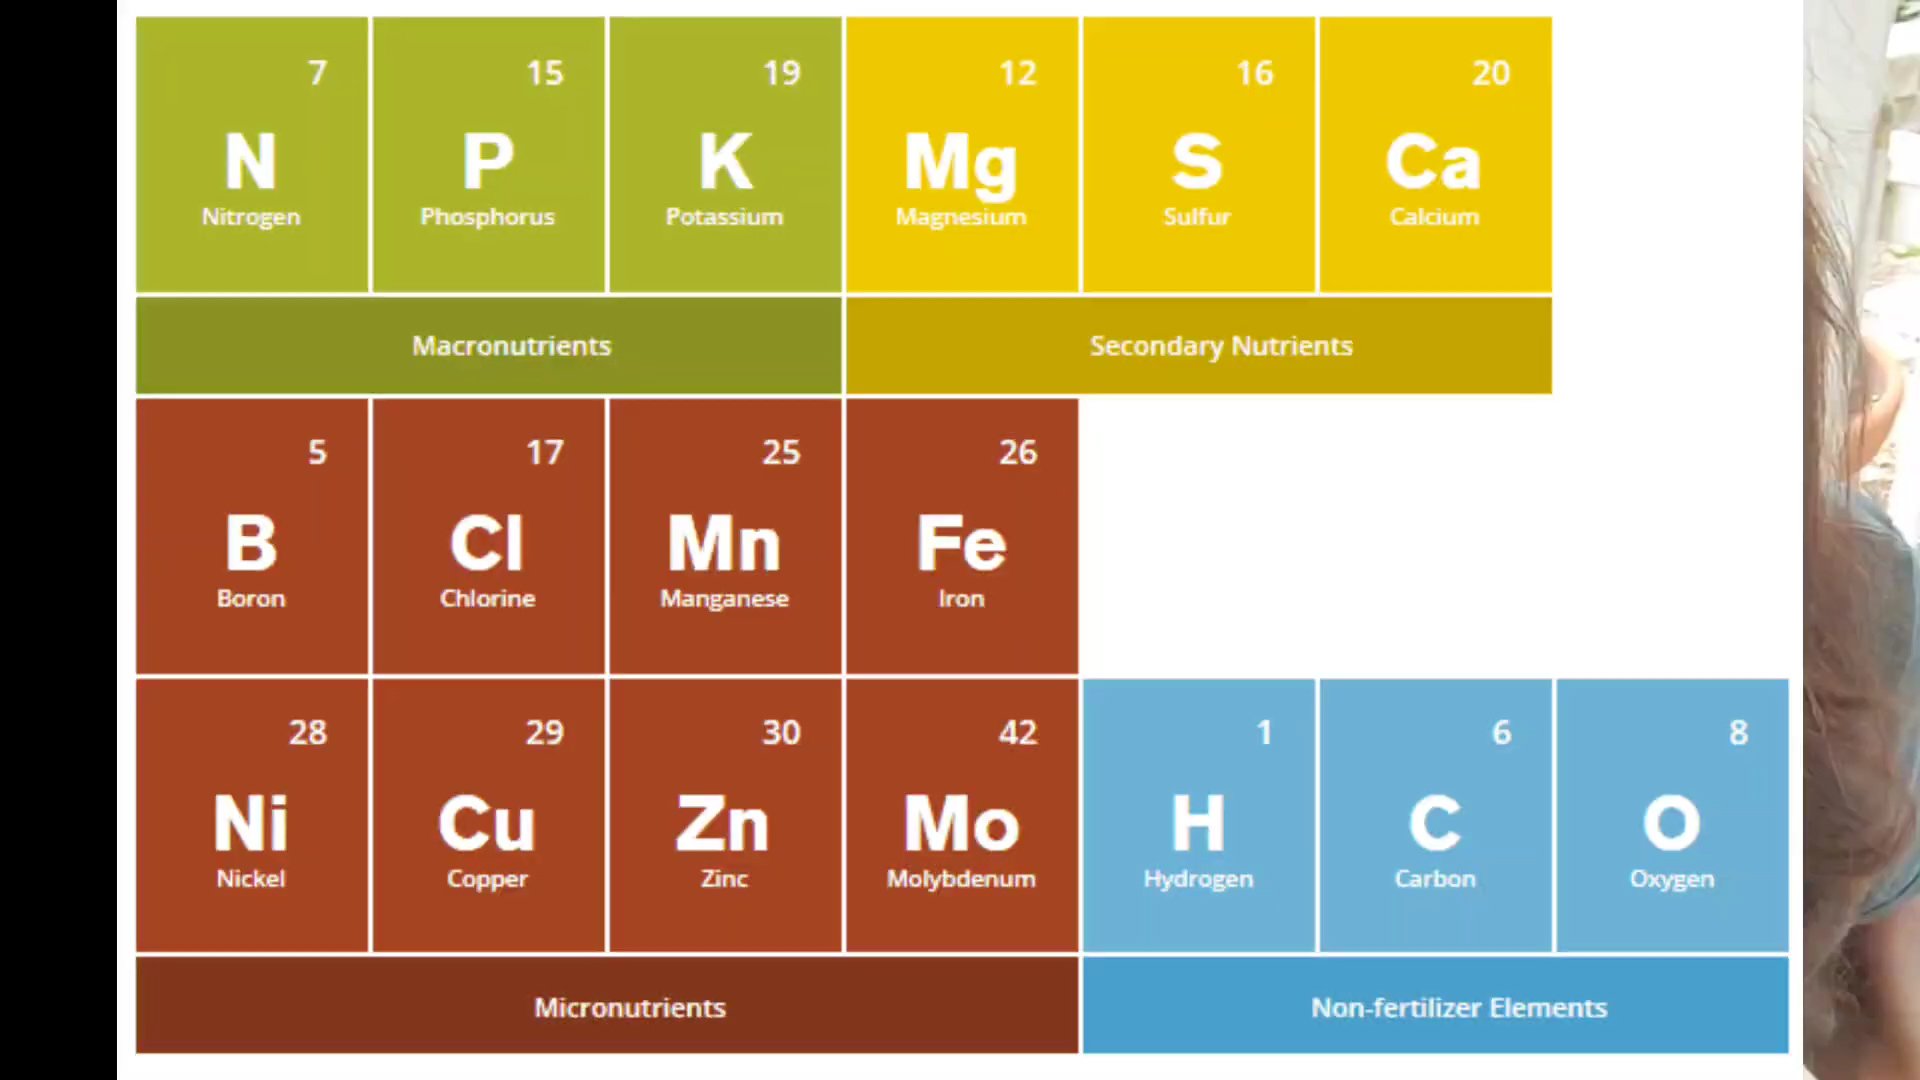 7 15 19 12 16 20
N P K Mg S Ca
Nitrogen Phosphorus Potassium Magnesium Sulfur Calcium
Macronutrients Secondary Nutrients
5 17 25 26
B Cl Mn Fe
Boron Chlorine Manganese Iron
28 29 30 42 1 6 8
Ni Cu Zn Mo H C O
Nickel Copper Zinc Molybdenum Hydrogen Carbon Oxygen
Micronutrients Non-fertilizer Elements